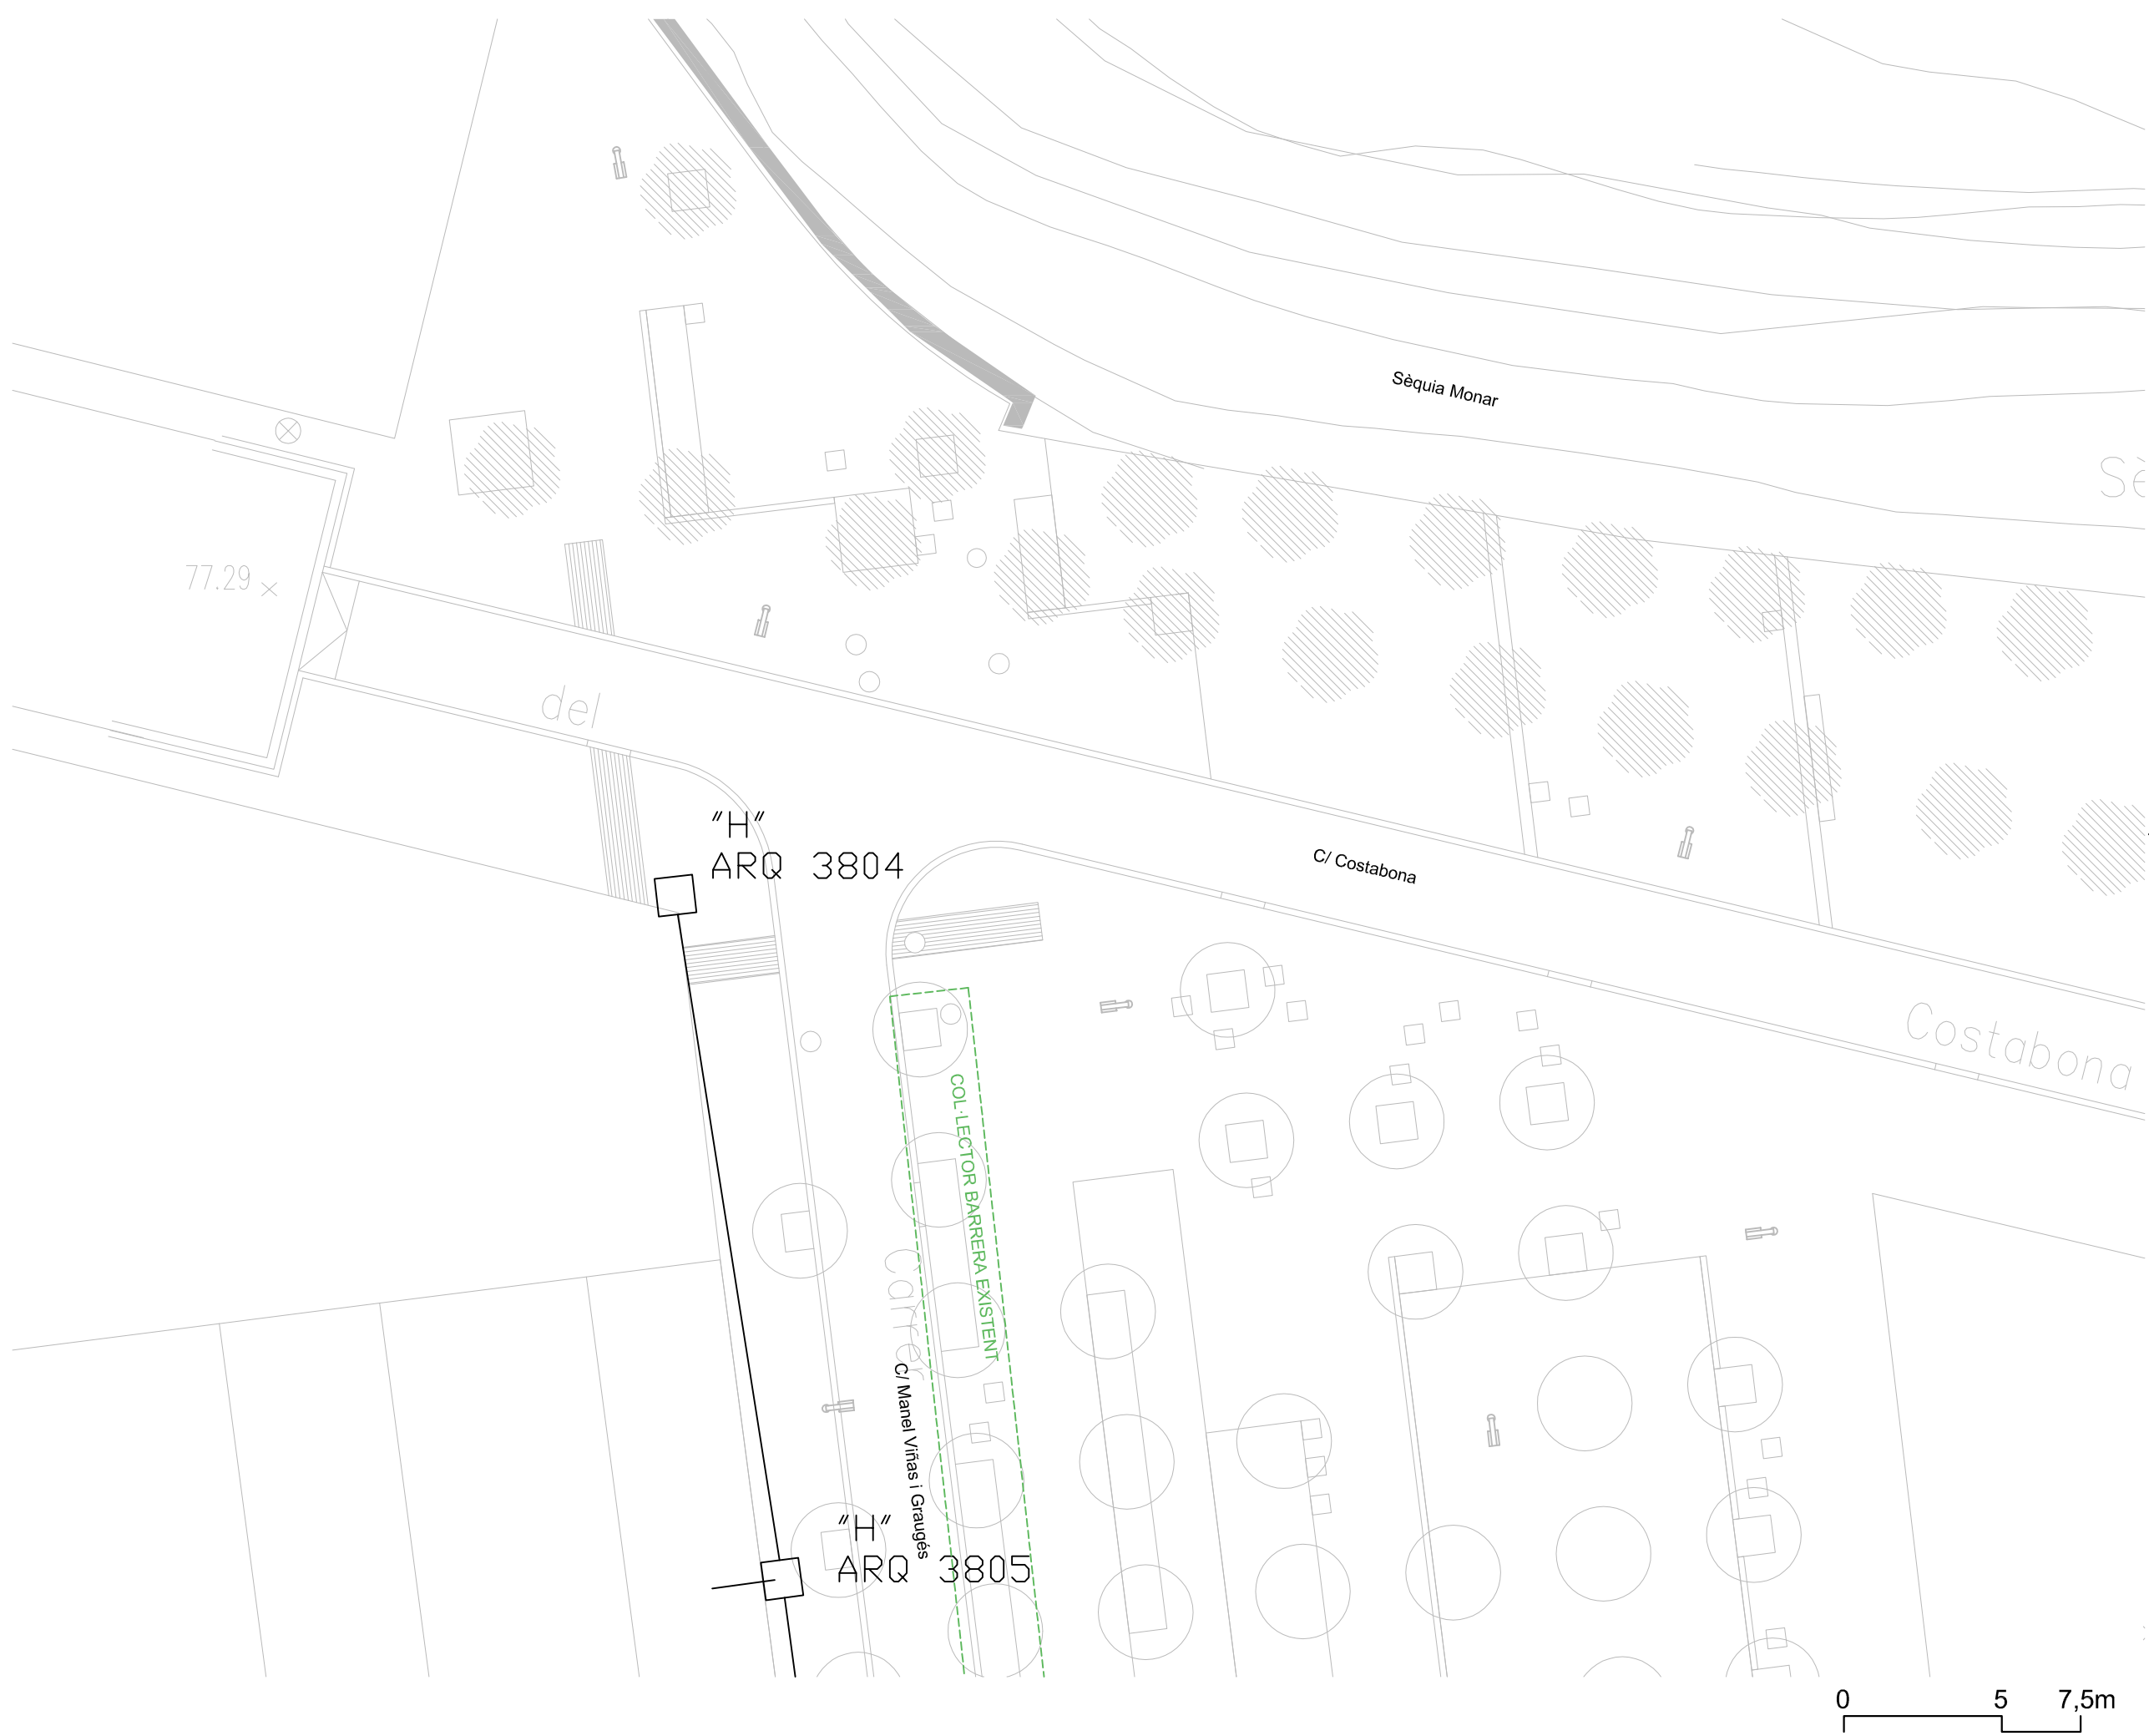 Sèquia Monar
Sè
77.29
del
"H"
ARQ 3804
C/ Costabona
Costabona
COL·LECTOR BARRERA EXISTENT
C/ Manel Viñas i Graugés
"H"
ARQ 3805
0 5 7,5m